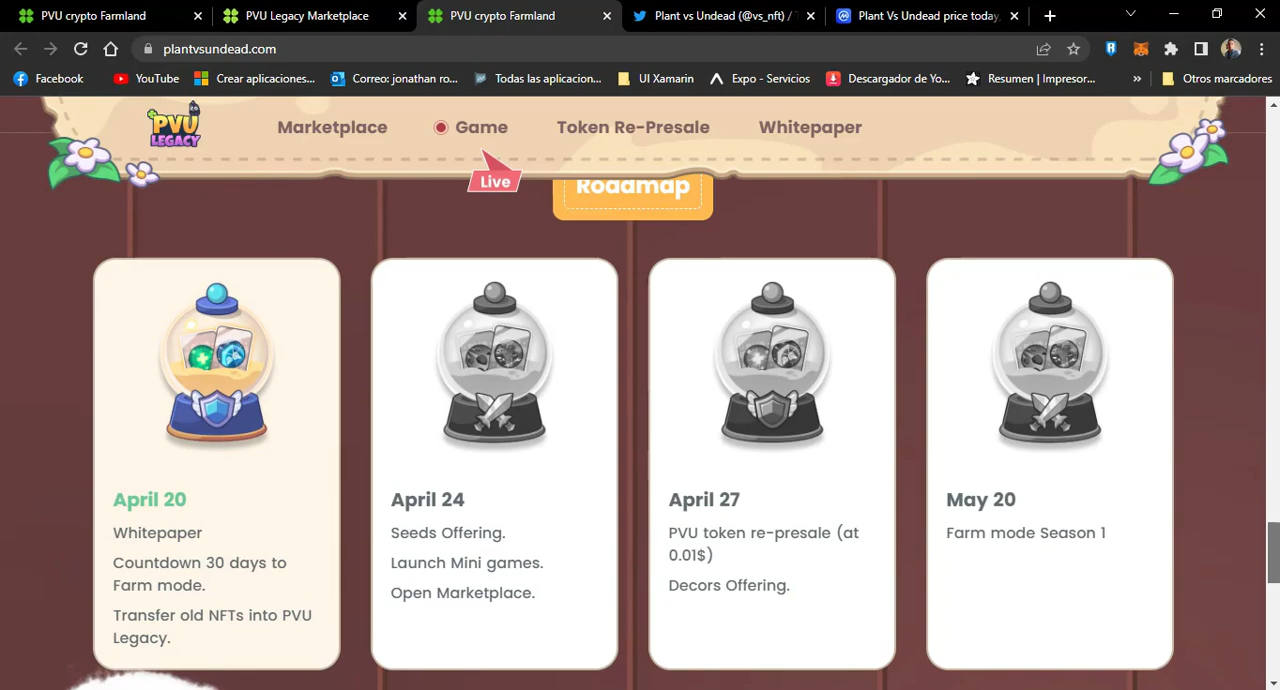 PVU crypto Farmland
PVU Legacy Marketplace
PVU crypto Farmland
Plant vs Undead (@vs_nft) /
Plant Vs Undead price today,
plantvsundead.com
Facebook
YouTube
Crear aplicaciones...
Correo: jonathan ro...
Todas las aplicacion...
UI Xamarin
Expo - Servicios
Descargador de Yo...
Resumen (Impresor...
»
Otros marcadores
PVU
LEGACY
Marketplace
Game
Token Re-Presale
Whitepaper
Live
Roadmap
April 20
Whitepaper
Countdown 30 days to
Farm mode.
Transfer old NFTs into PVU
Legacy.
April 24
Seeds Offering.
Launch Mini games.
Open Marketplace.
April 27
PVU token re-presale (at
0.01$)
Decors Offering.
May 20
Farm mode Season 1